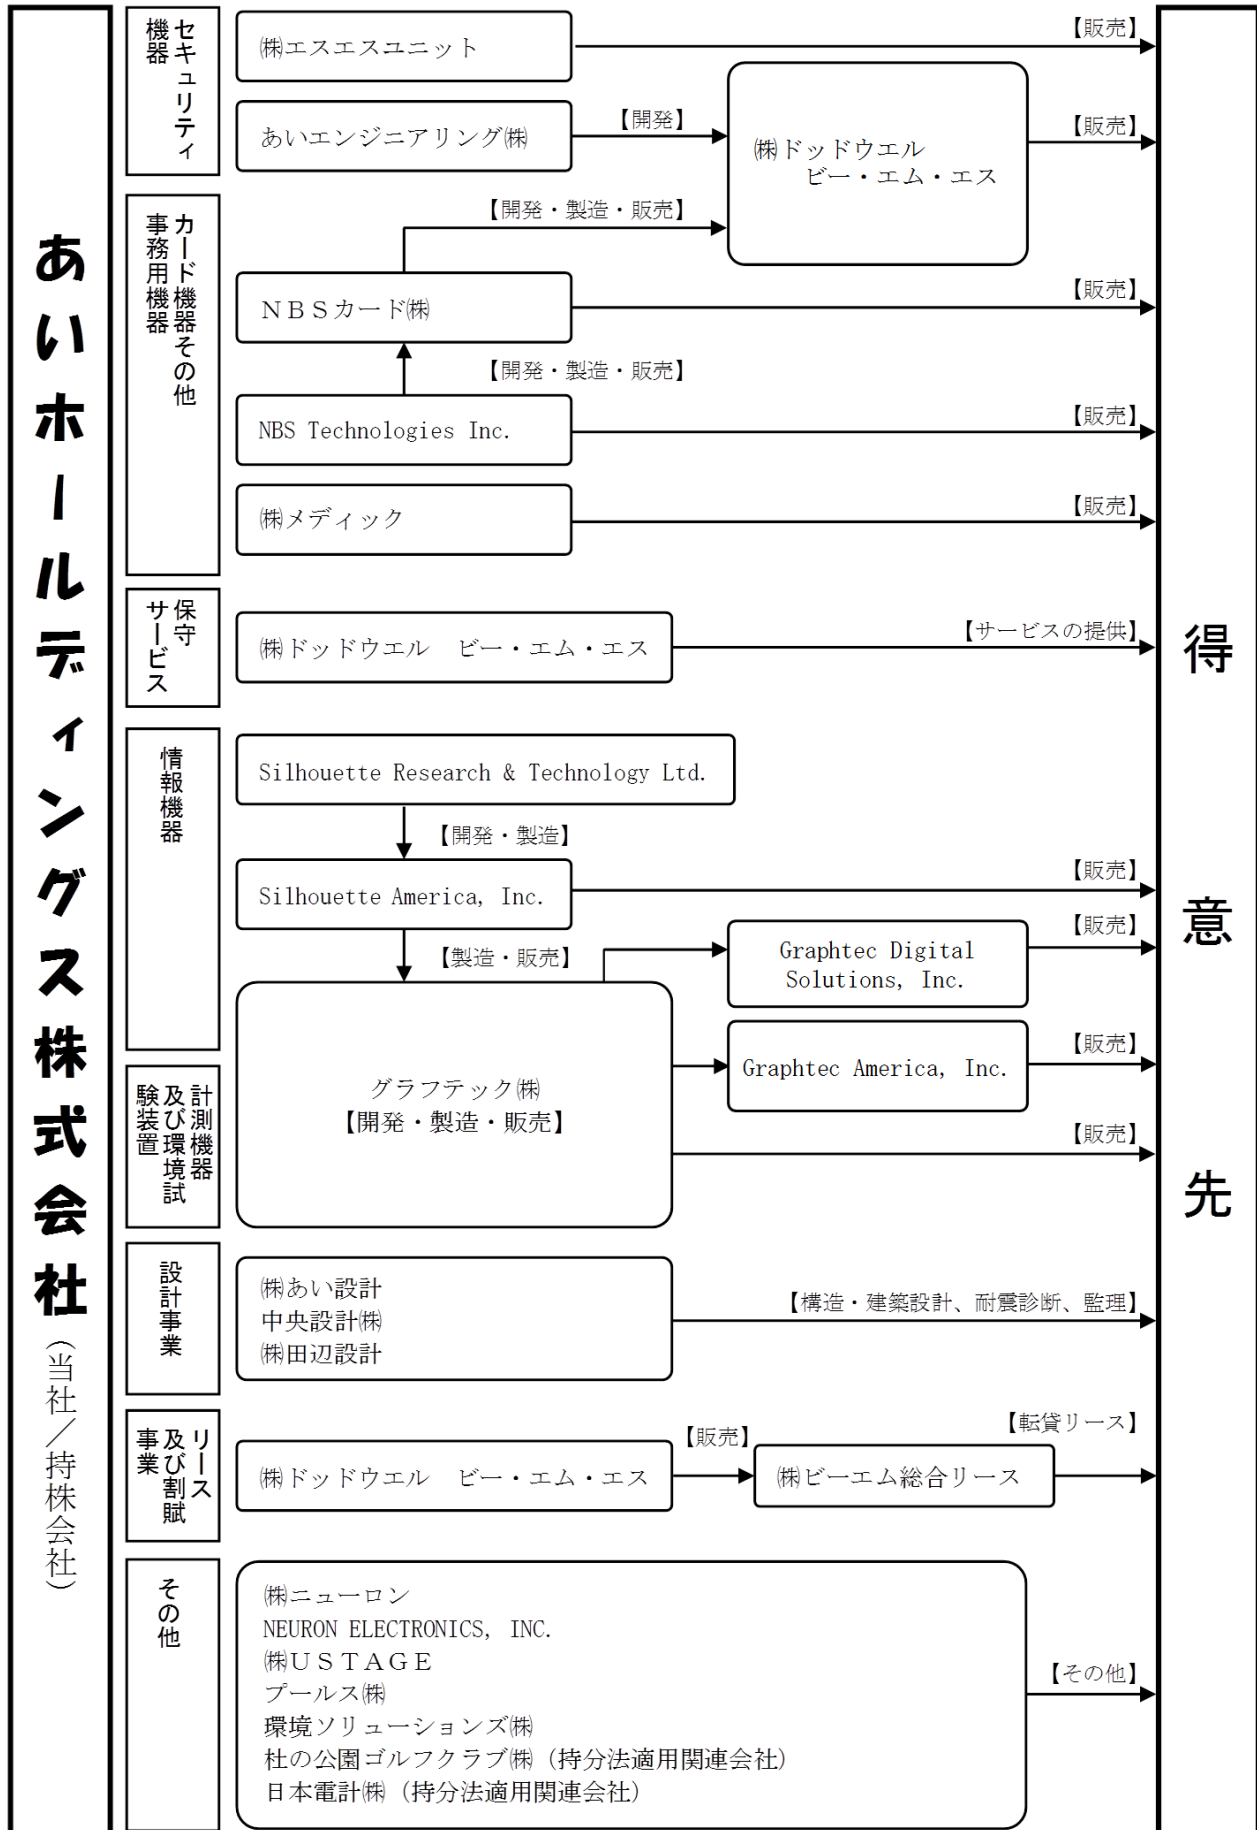 あいホールディングス株式会社(当社／持株会社)
セキュリティ
機器
㈱エスエスユニット
【販売】
あいエンジニアリング㈱
【開発】
㈱ドッドウエル
ビー・エム・エス
【販売】
カード機器その他
事務用機器
【開発・製造・販売】
ＮＢＳカード㈱
【販売】
【開発・製造・販売】
NBS Technologies Inc.
【販売】
㈱メディック
【販売】
保守
サービス
㈱ドッドウエル　ビー・エム・エス
【サービスの提供】
情報機器
Silhouette Research & Technology Ltd.
【開発・製造】
Silhouette America, Inc.
【販売】
【製造・販売】
Graphtec Digital
Solutions, Inc.
【販売】
Graphtec America, Inc.
【販売】
計測機器
及び環境試
験装置
グラフテック㈱
【開発・製造・販売】
【販売】
設計事業
㈱あい設計
中央設計㈱
㈱田辺設計
【構造・建築設計、耐震診断、監理】
リース
及び割賦
事業
㈱ドッドウエル　ビー・エム・エス
【販売】
㈱ビーエム総合リース
【転貸リース】
その他
㈱ニューロン
NEURON ELECTRONICS, INC.
㈱ＵＳＴＡＧＥ
プールス㈱
環境ソリューションズ㈱
杜の公園ゴルフクラブ㈱（持分法適用関連会社）
日本電計㈱（持分法適用関連会社）
【その他】
得意先